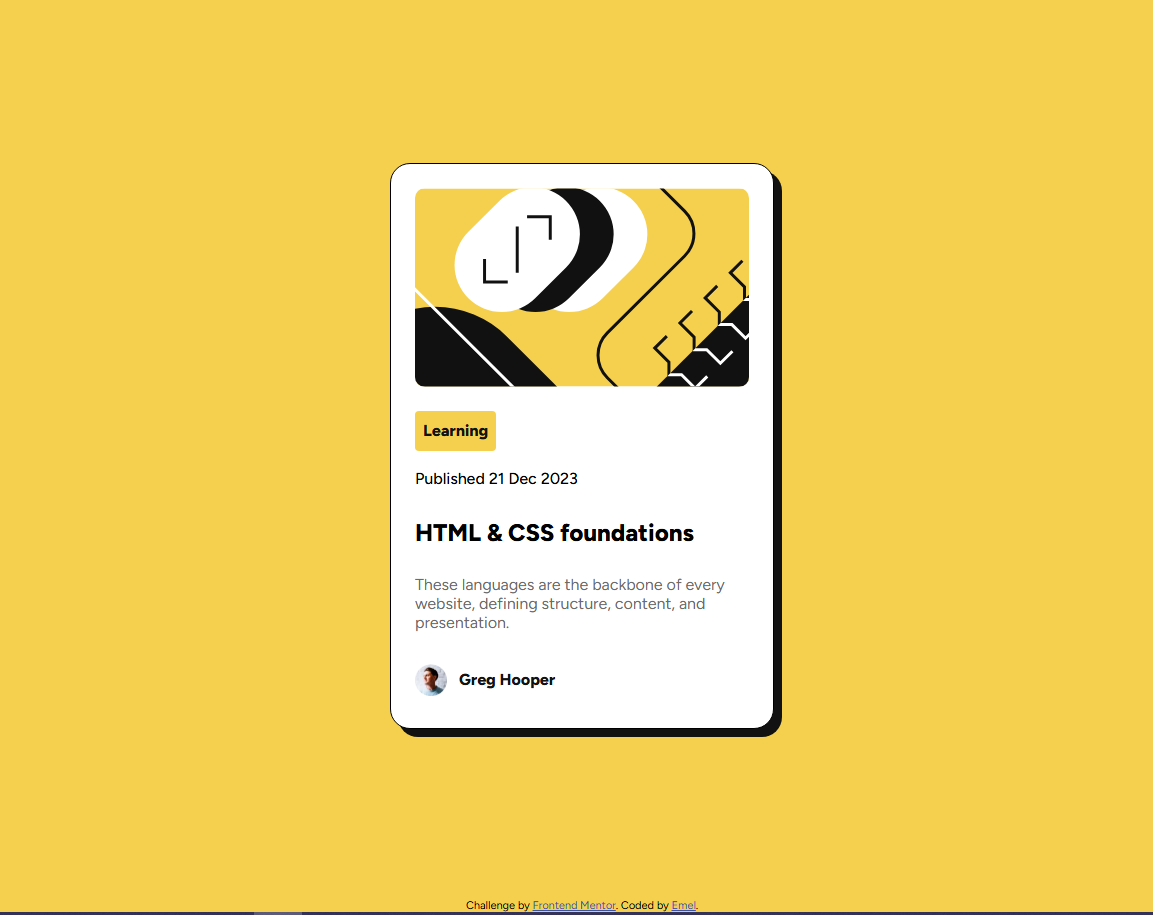 Learning
Published 21 Dec 2023
HTML & CSS foundations
These languages are the backbone of every
website, defining structure, content, and
presentation.
Greg Hooper
Challenge by Frontend Mentor. Coded by Emel.